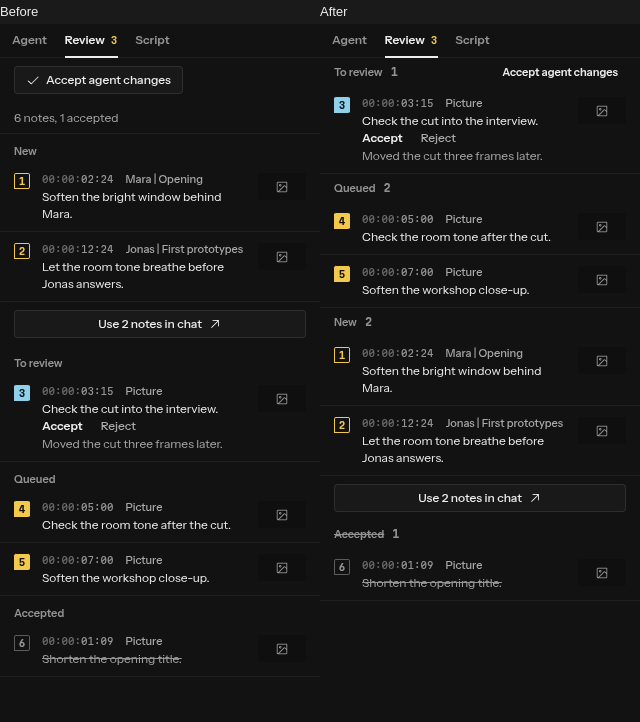 Before
Agent Review 3 Script
Accept agent changes
6 notes, 1 accepted
New
1 00:00:02:24 Mara | Opening
Soften the bright window behind
Mara.
2 00:00:12:24 Jonas | First prototypes
Let the room tone breathe before
Jonas answers.
Use 2 notes in chat
To review
3 00:00:03:15 Picture
Check the cut into the interview.
Accept Reject
Moved the cut three frames later.
Queued
4 00:00:05:00 Picture
Check the room tone after the cut.
5 00:00:07:00 Picture
Soften the workshop close-up.
Accepted
6 00:00:01:09 Picture
Shorten the opening title.
After
Agent Review 3 Script
To review 1 Accept agent changes
3 00:00:03:15 Picture
Check the cut into the interview.
Accept Reject
Moved the cut three frames later.
Queued 2
4 00:00:05:00 Picture
Check the room tone after the cut.
5 00:00:07:00 Picture
Soften the workshop close-up.
New 2
1 00:00:02:24 Mara | Opening
Soften the bright window behind
Mara.
2 00:00:12:24 Jonas | First prototypes
Let the room tone breathe before
Jonas answers.
Use 2 notes in chat
Accepted 1
6 00:00:01:09 Picture
Shorten the opening title.